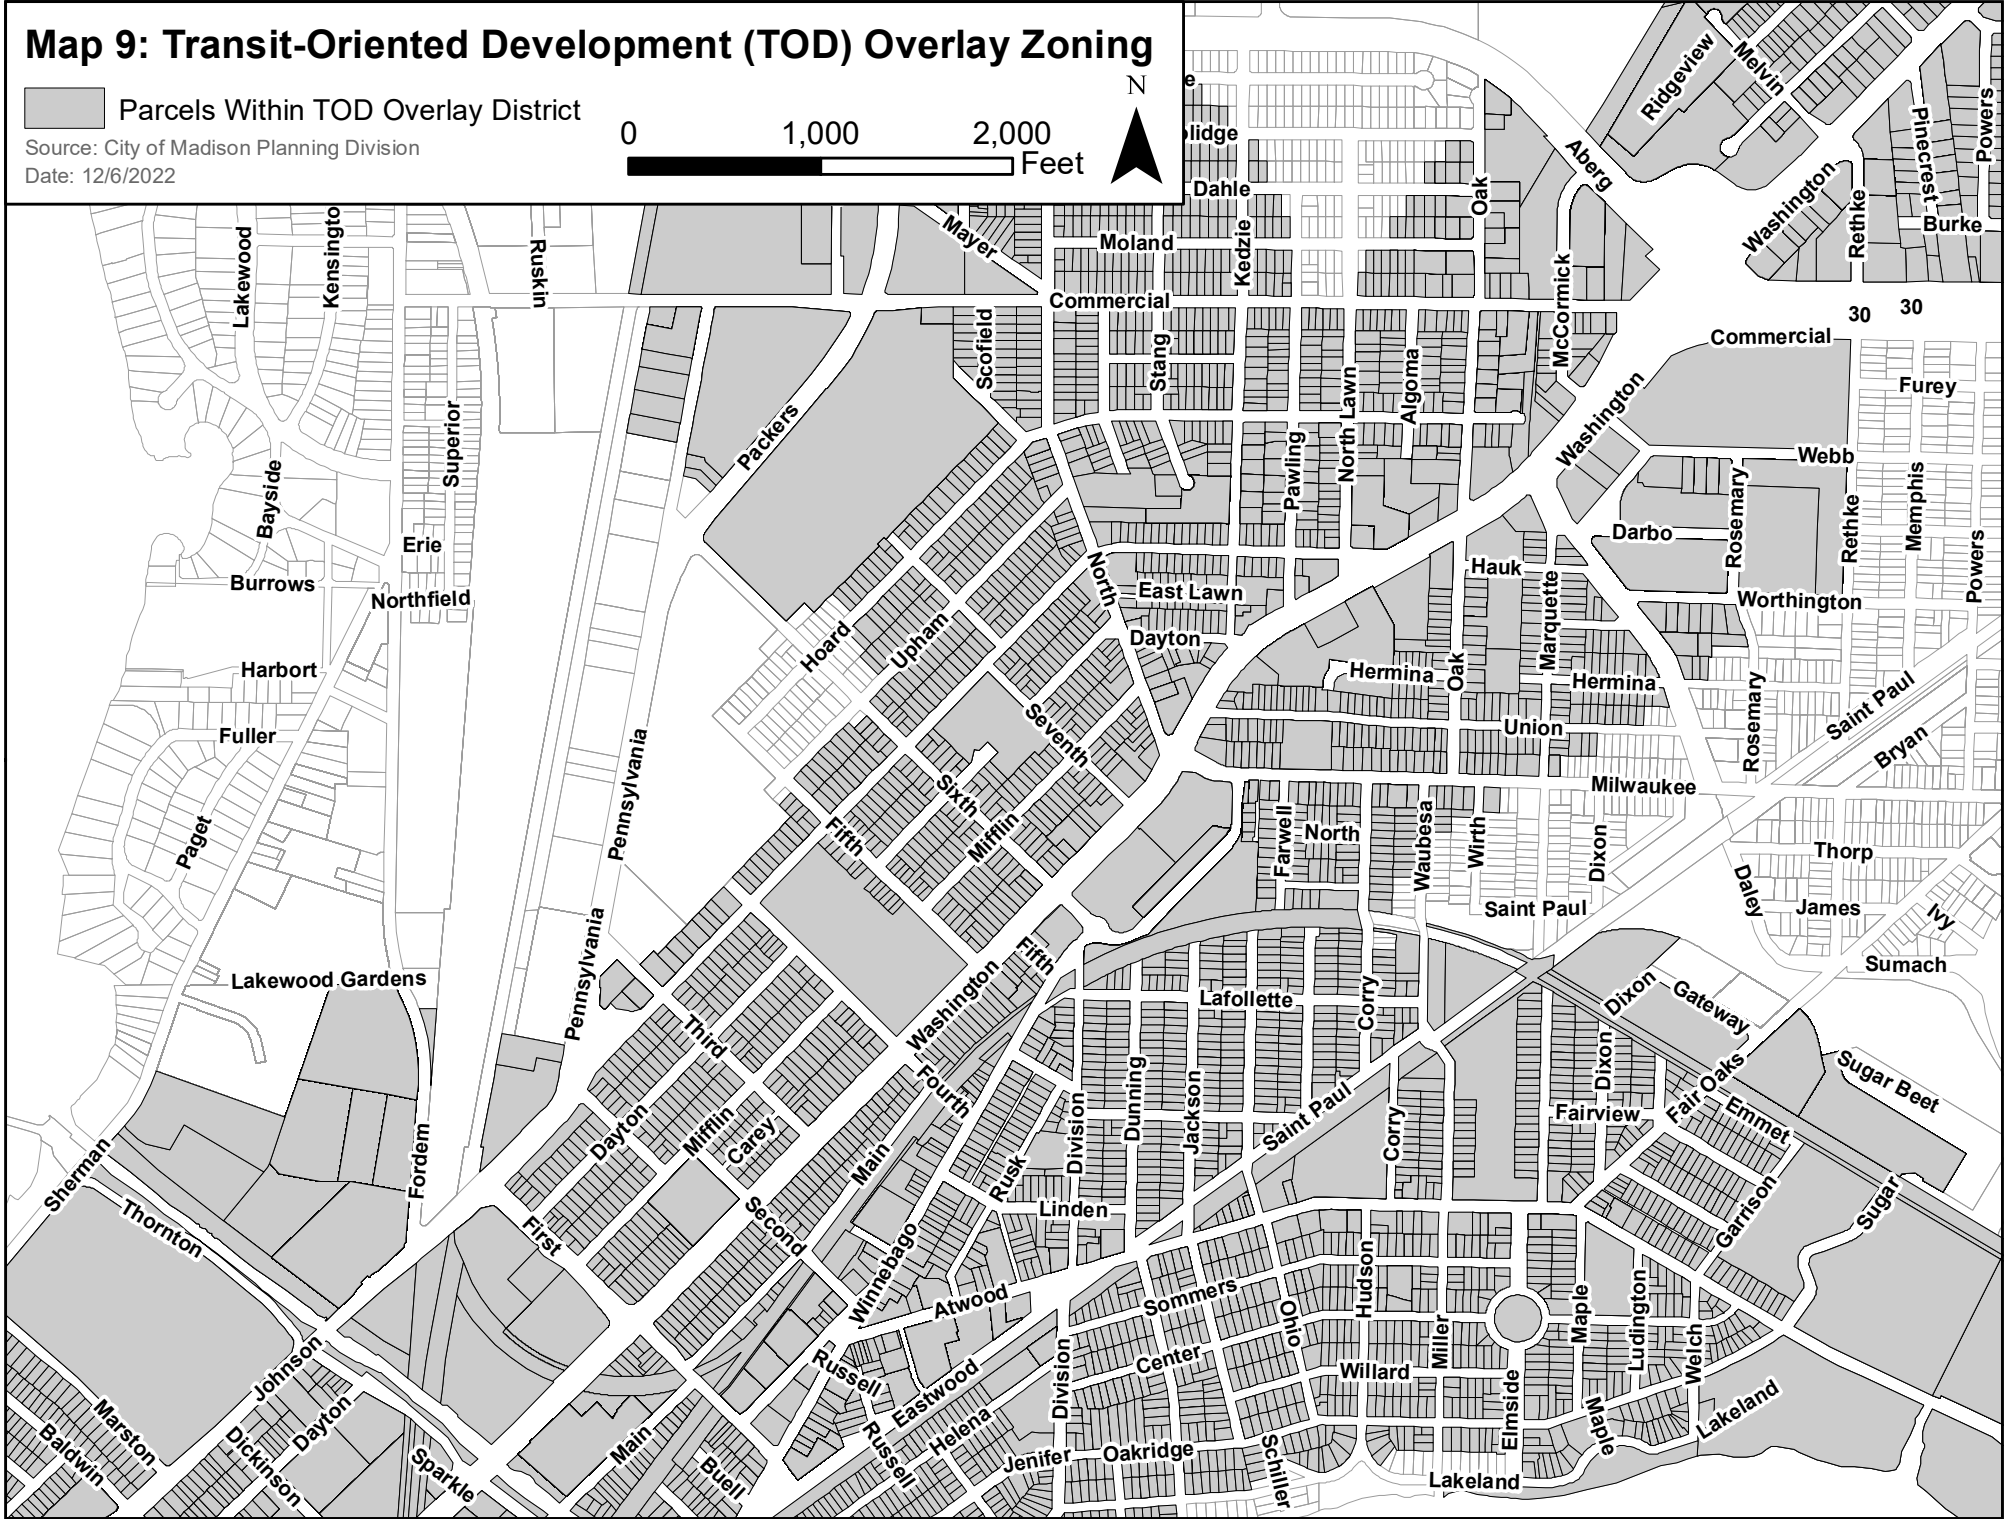 Map 9: Transit-Oriented Development (TOD) Overlay Zoning
Parcels Within TOD Overlay District
Source: City of Madison Planning Division
Date: 12/6/2022
0 1,000 2,000
Feet
N
e
olidge
Dahle
Oak
Aberg
Ridgeview
Melvin
Pinecrest
Powers
Washington
Rethke
Burke
Lakewood
Kensingto
Ruskin
Mayer
Moland
Kedzie
McCormick
Commercial
30
30
Commercial
Scofield
Stang
North Lawn
Algoma
Furey
Superior
Packers
Washington
Webb
Bayside
Pawling
Rosemary
Rethke
Memphis
Powers
Erie
Darbo
Burrows
Northfield
North
East Lawn
Hauk
Marquette
Worthington
Hoard
Upham
Dayton
Harbort
Hermina
Oak
Hermina
Rosemary
Saint Paul
Fuller
Seventh
Union
Bryan
Pennsylvania
Sixth
Milwaukee
Paget
Fifth
Mifflin
Farwell
North
Waubesa
Wirth
Dixon
Thorp
Daley
Saint Paul
James
Ivy
Pennsylvania
Fifth
Lakewood Gardens
Washington
Lafollette
Corry
Dixon
Gateway
Sumach
Third
Fourth
Dunning
Jackson
Dixon
Fair Oaks
Sugar Beet
Dayton
Mifflin
Carey
Division
Saint Paul
Corry
Fairview
Emmet
Sherman
Fordem
Main
Rusk
Thornton
First
Second
Linden
Garrison
Sugar
Winnebago
Atwood
Sommers
Ohio
Hudson
Miller
Maple
Ludington
Welch
Johnson
Russell
Center
Willard
Eastwood
Division
Elmside
Marston
Dayton
Helena
Lakeland
Baldwin
Dickinson
Main
Russell
Maple
Sparkle
Buell
Jenifer
Oakridge
Schiller
Lakeland